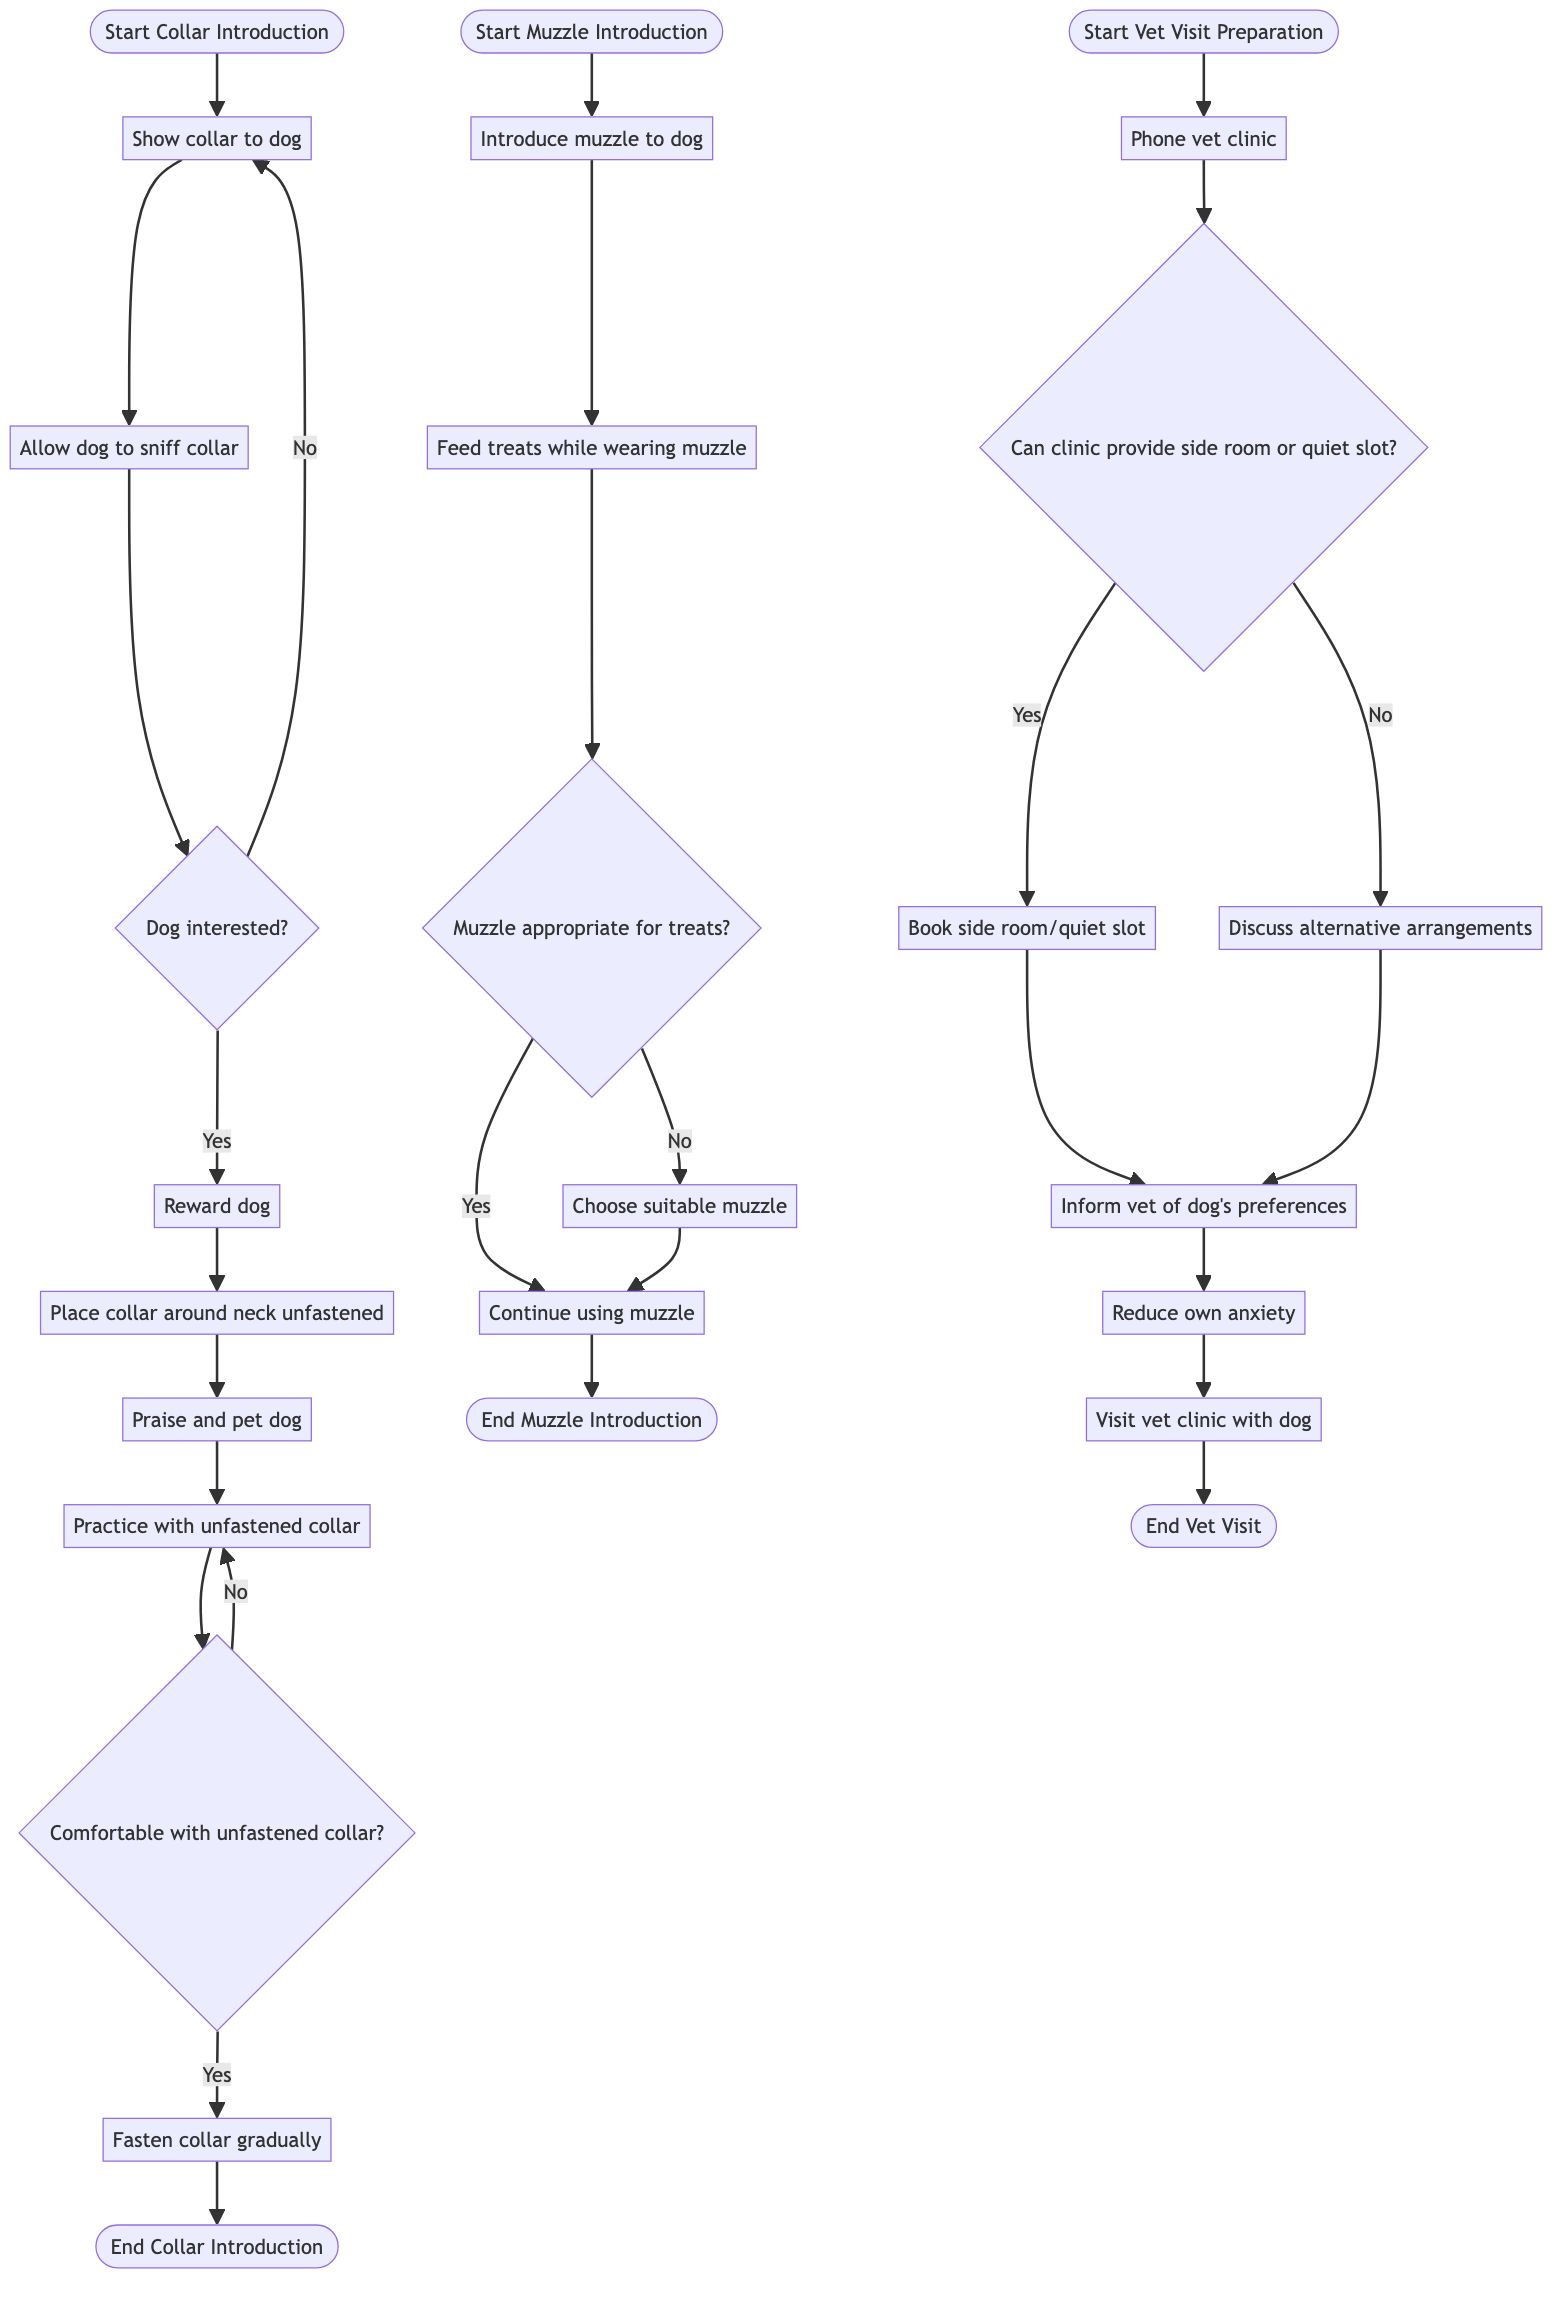 Start Collar Introduction
Show collar to dog
Allow dog to sniff collar
No
Dog interested?
Yes
Reward dog
Place collar around neck unfastened
Praise and pet dog
Practice with unfastened collar
No
Comfortable with unfastened collar?
Yes
Fasten collar gradually
End Collar Introduction
Start Muzzle Introduction
Introduce muzzle to dog
Feed treats while wearing muzzle
Muzzle appropriate for treats?
Yes
No
Choose suitable muzzle
Continue using muzzle
End Muzzle Introduction
Start Vet Visit Preparation
Phone vet clinic
Can clinic provide side room or quiet slot?
Yes
No
Book side room/quiet slot
Discuss alternative arrangements
Inform vet of dog's preferences
Reduce own anxiety
Visit vet clinic with dog
End Vet Visit